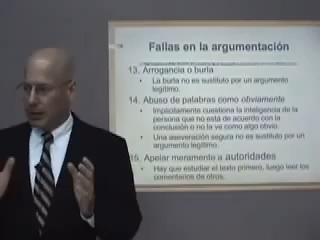 Fallas en la argumentación
13. Arrogancia o burla
• La burla no es sustituto por un argumento
legítimo.
14. Abuso de palabras como obviamente
• Implícitamente cuestiona la inteligencia de la
persona que no está de acuerdo con la
conclusión o no la ve como algo obvio.
• Una aseveración segura no es sustituto por un
argumento legítimo.
15. Apelar meramente a autoridades
• Hay que estudiar el texto primero, luego leer los
comentarios de otros.